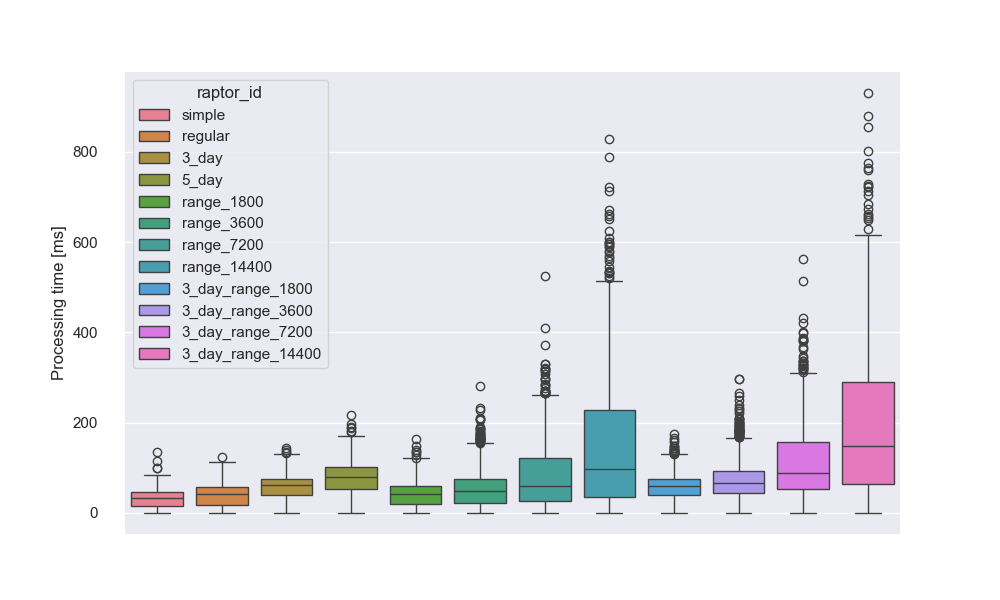 raptor_id
simple
regular
3_day
5_day
range_1800
range_3600
range_7200
range_14400
3_day_range_1800
3_day_range_3600
3_day_range_7200
3_day_range_14400
Processing time [ms]
800
600
400
200
0